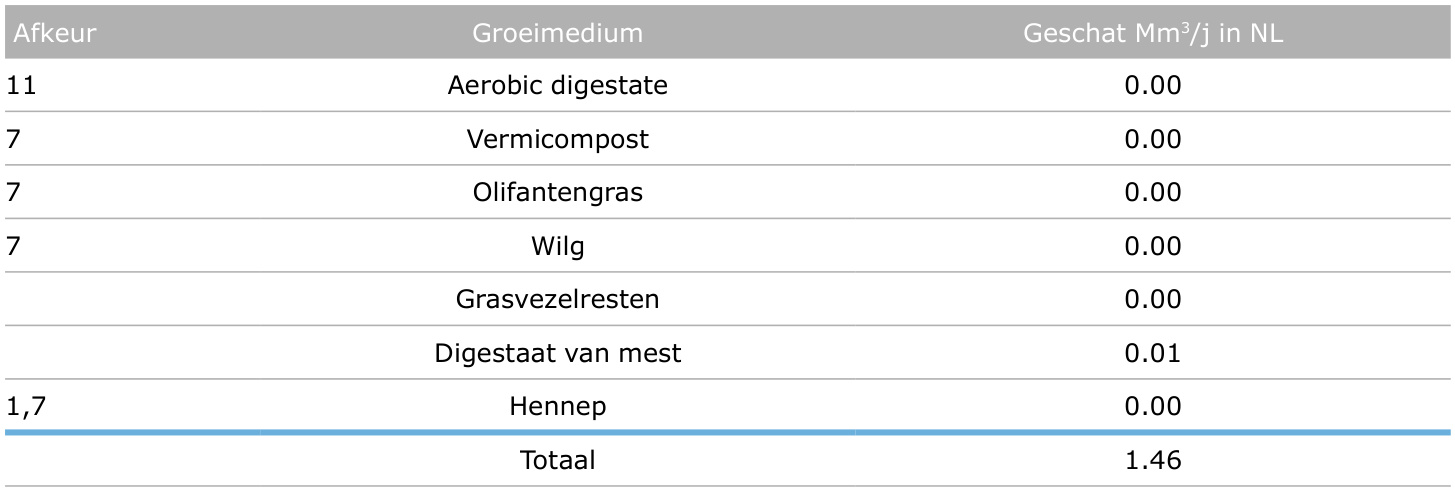 Afkeur Groeimedium Geschat Mm³/j in NL
11 Aerobic digestate 0.00
7 Vermicompost 0.00
7 Olifantengras 0.00
7 Wilg 0.00
Grasvezelresten 0.00
Digestaat van mest 0.01
1,7 Hennep 0.00
Totaal 1.46